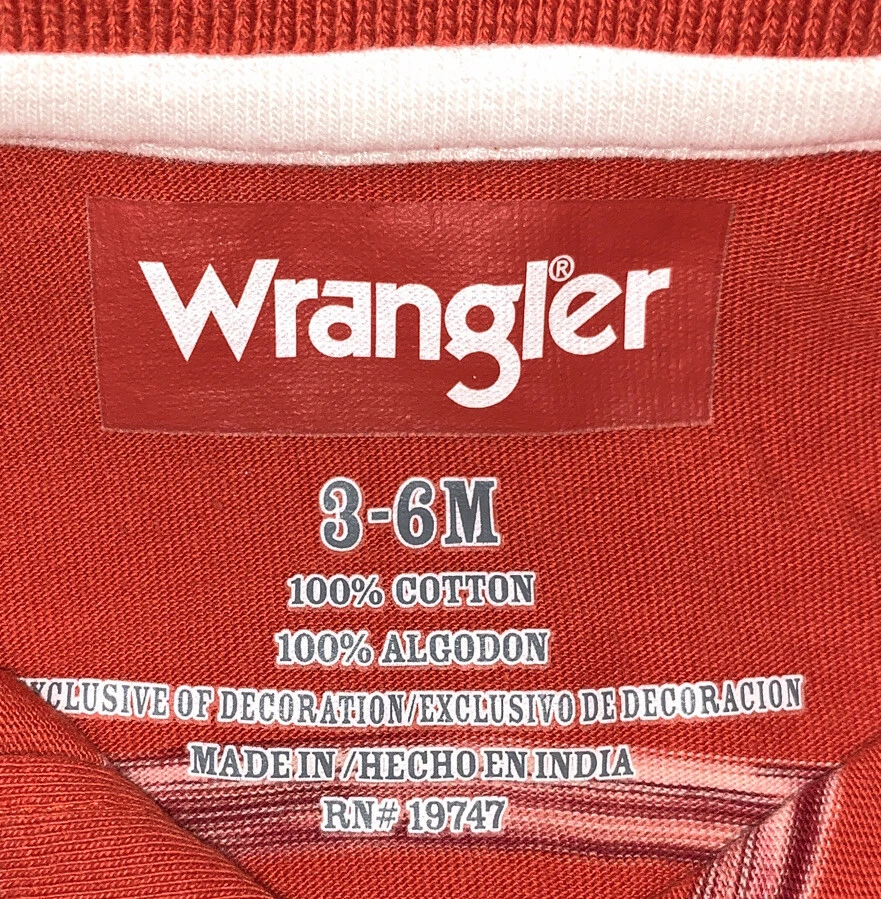 Wrangler®
3-6M
100% COTTON
100% ALGODON
OF DECORATION/EXCLUSIVO DE DECORACION
MADE IN /HECHO EN INDIA
RN# 19747